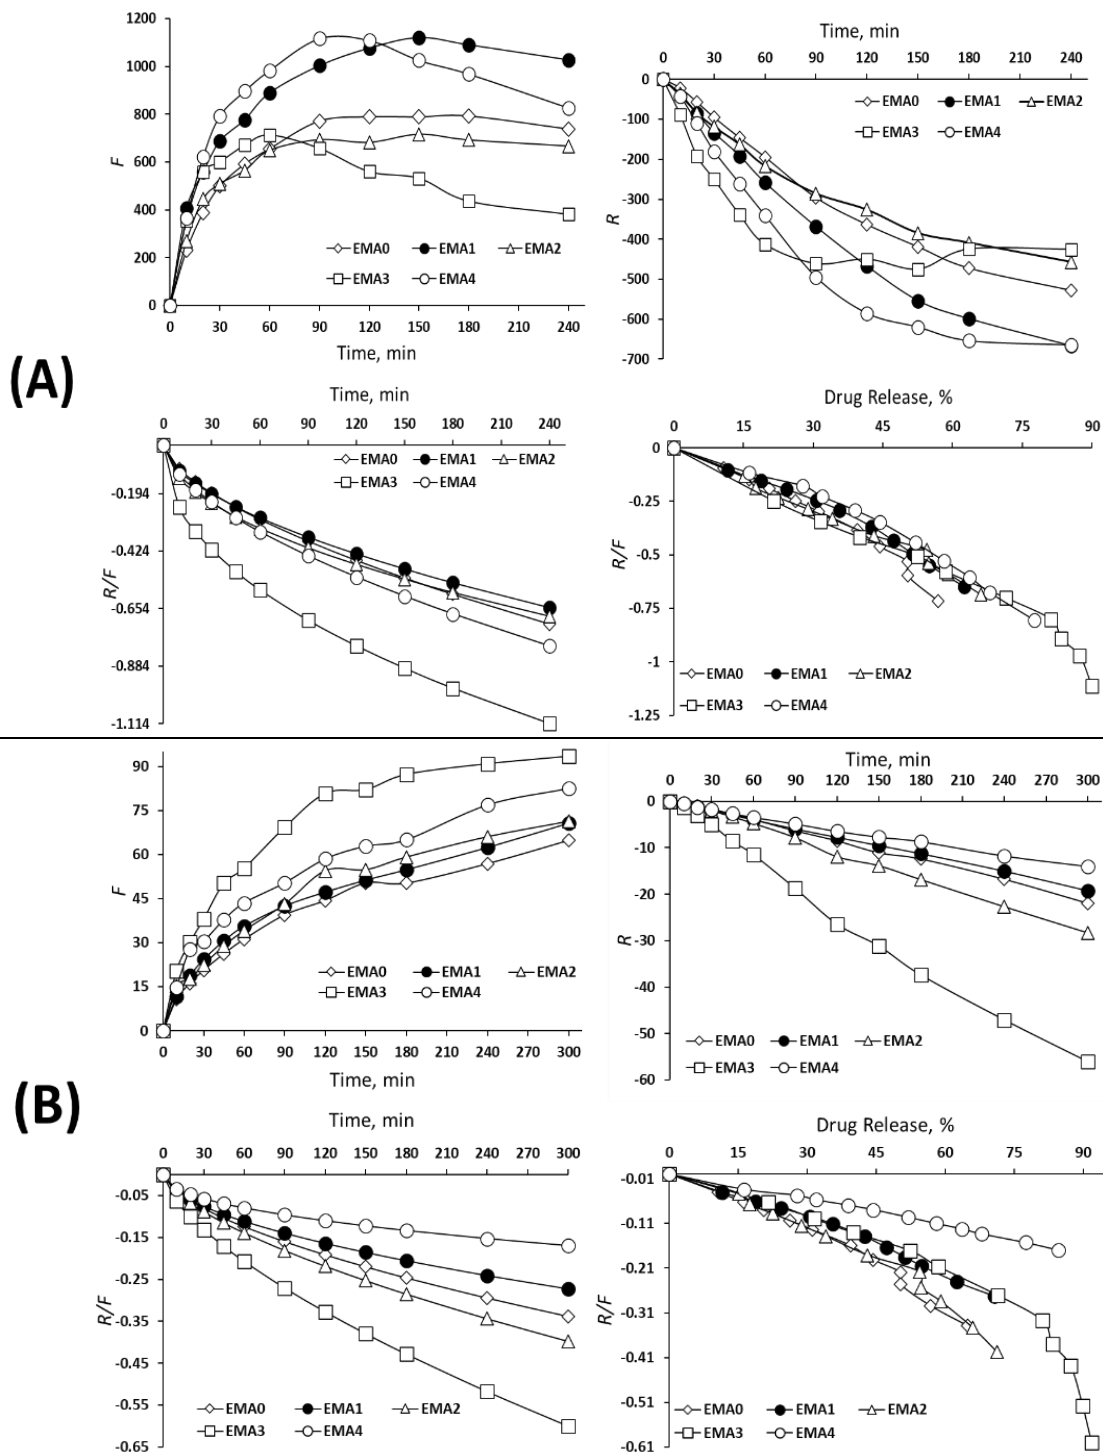 (A)
1200
1000
800
600
400
200
0
F
EMA0 EMA1 EMA2
EMA3 EMA4
0 30 60 90 120 150 180 210 240
Time, min
Time, min
0 30 60 90 120 150 180 210 240
0
-100
-200
-300
-400
-500
-600
-700
R
EMA0 EMA1 EMA2
EMA3 EMA4
Time, min
0 30 60 90 120 150 180 210 240
-0.194
-0.424
-0.654
-0.884
-1.114
R/F
EMA0 EMA1 EMA2
EMA3 EMA4
Drug Release, %
0 15 30 45 60 75 90
0
-0.25
-0.5
-0.75
-1
-1.25
R/F
EMA0 EMA1 EMA2
EMA3 EMA4
(B)
90
75
60
45
30
15
0
F
EMA0 EMA1 EMA2
EMA3 EMA4
0 30 60 90 120 150 180 210 240 270 300
Time, min
Time, min
0 30 60 90 120 150 180 210 240 270 300
0
-10
-20
-30
-40
-50
-60
R
EMA0 EMA1 EMA2
EMA3 EMA4
Time, min
0 30 60 90 120 150 180 210 240 270 300
-0.05
-0.15
-0.25
-0.35
-0.45
-0.55
-0.65
R/F
EMA0 EMA1 EMA2
EMA3 EMA4
Drug Release, %
0 15 30 45 60 75 90
-0.01
-0.11
-0.21
-0.31
-0.41
-0.51
-0.61
R/F
EMA0 EMA1 EMA2
EMA3 EMA4